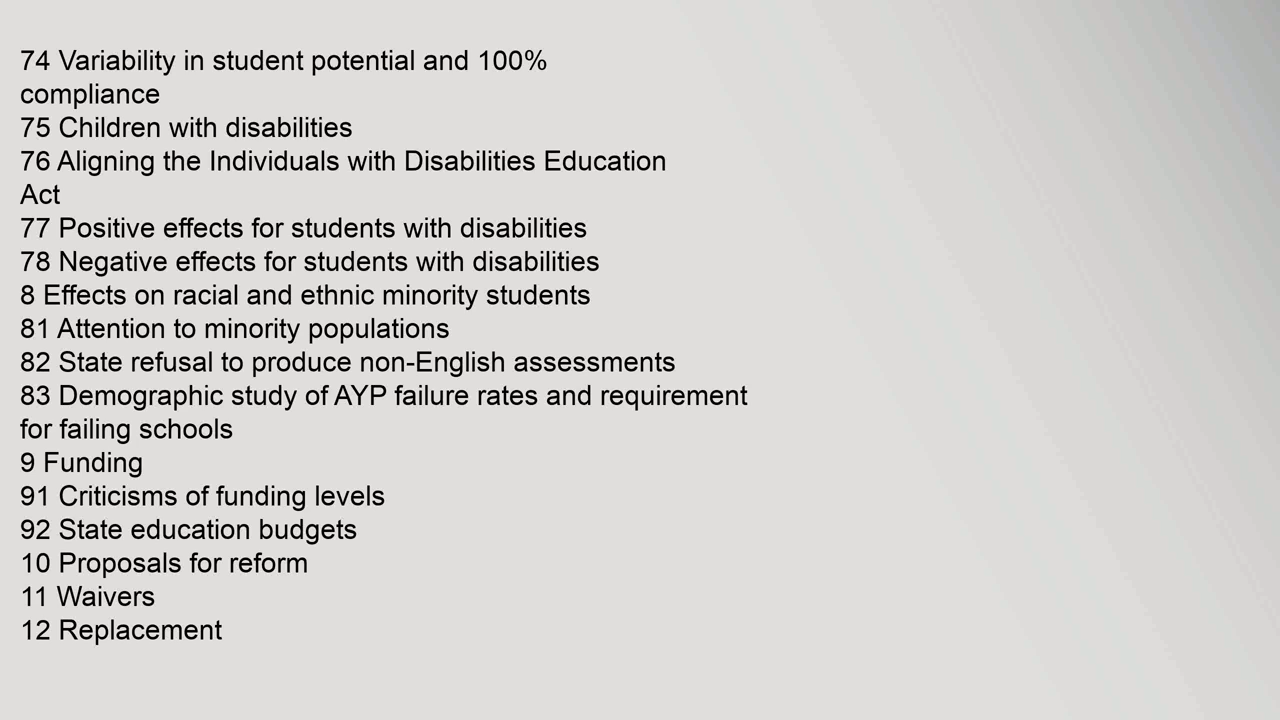 74 Variability in student potential and 100%
compliance
75 Children with disabilities
76 Aligning the Individuals with Disabilities Education
Act
77 Positive effects for students with disabilities
78 Negative effects for students with disabilities
8 Effects on racial and ethnic minority students
81 Attention to minority populations
82 State refusal to produce non-English assessments
83 Demographic study of AYP failure rates and requirement
for failing schools
9 Funding
91 Criticisms of funding levels
92 State education budgets
10 Proposals for reform
11 Waivers
12 Replacement